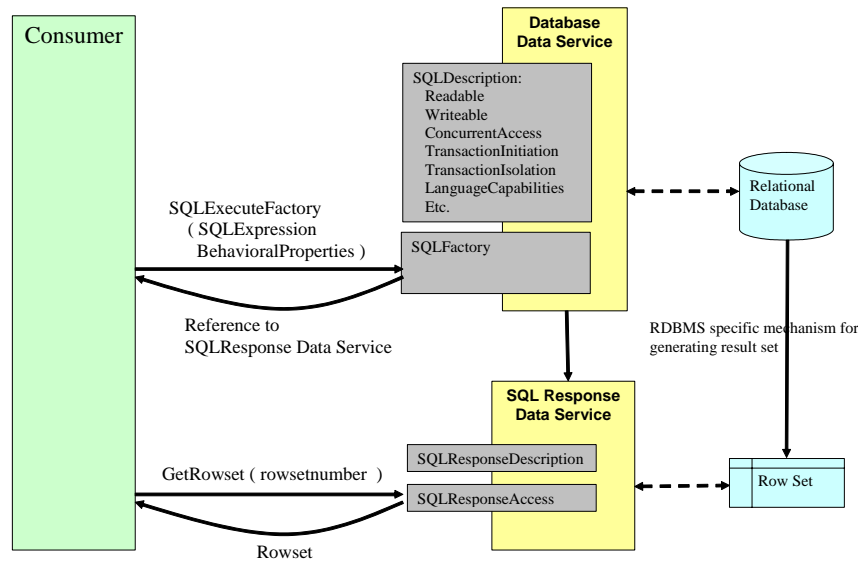 Consumer
Database
Data Service
SQLDescription:
Readable
Writeable
ConcurrentAccess
TransactionInitiation
TransactionIsolation
LanguageCapabilities
Etc.
Relational
Database
SQLExecuteFactory
( SQLExpression
BehavioralProperties )
SQLFactory
Reference to
SQLResponse Data Service
RDBMS specific mechanism for
generating result set
SQL Response
Data Service
SQLResponseDescription
GetRowset ( rowsetnumber )
SQLResponseAccess
Row Set
Rowset